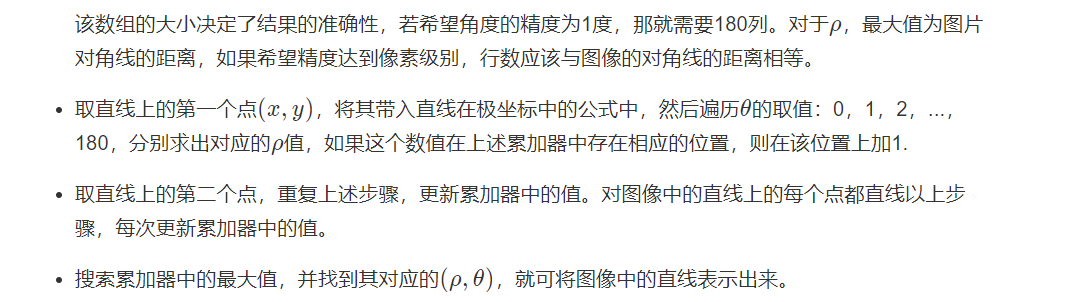 该数组的大小决定了结果的准确性，若希望角度的精度为1度，那就需要180列。对于ρ，最大值为图片
对角线的距离，如果希望精度达到像素级别，行数应该与图像的对角线的距离相等。
• 取直线上的第一个点(x, y)，将其带入直线在极坐标中的公式中，然后遍历θ的取值：0，1，2，...，
180，分别求出对应的ρ值，如果这个数值在上述累加器中存在相应的位置，则在该位置上加1.
• 取直线上的第二个点，重复上述步骤，更新累加器中的值。对图像中的直线上的每个点都直线以上步
骤，每次更新累加器中的值。
• 搜索累加器中的最大值，并找到其对应的(ρ, θ)，就可将图像中的直线表示出来。